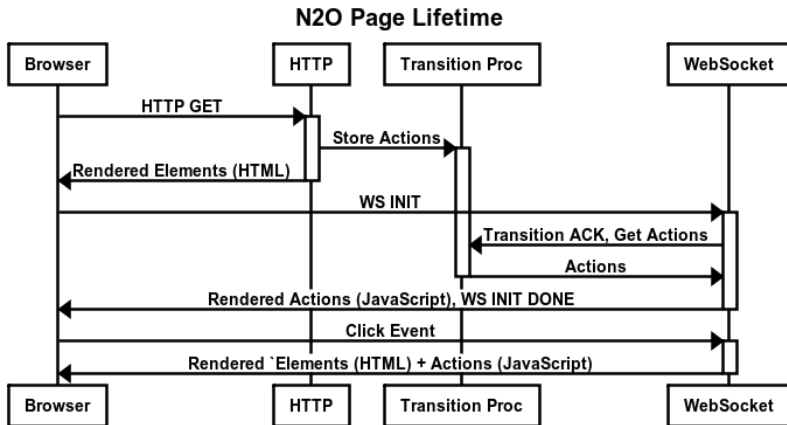 N2O Page Lifetime
Browser HTTP Transition Proc WebSocket
HTTP GET
Store Actions
Rendered Elements (HTML)
WS INIT
Transition ACK, Get Actions
Actions
Rendered Actions (JavaScript), WS INIT DONE
Click Event
Rendered `Elements (HTML) + Actions (JavaScript)
Browser HTTP Transition Proc WebSocket